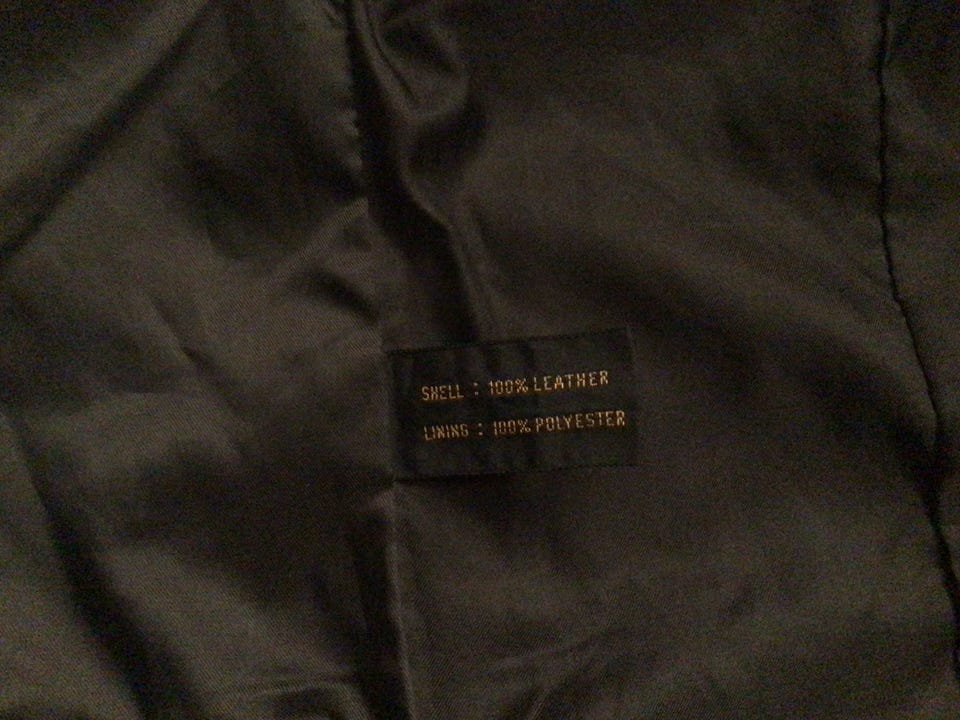 SHELL : 100% LEATHER
LINING : 100% POLYESTER